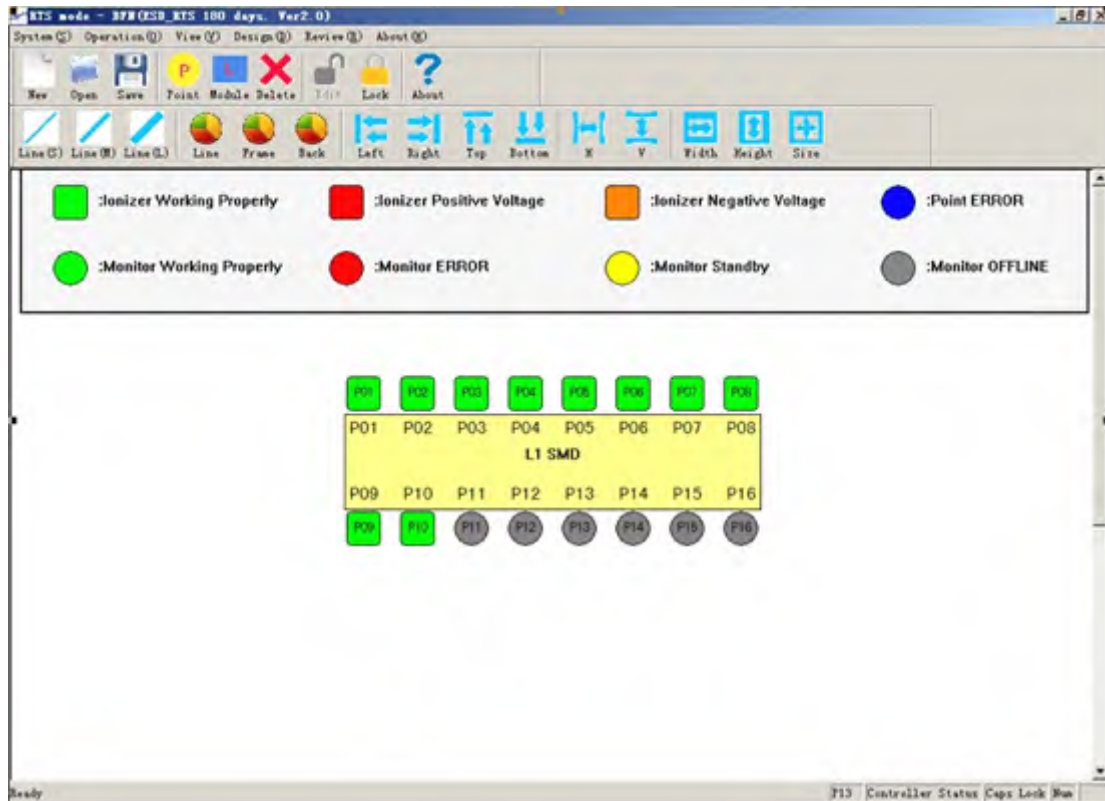 RTS mode - BFM(ESD_RTS 180 days. Ver2.0)
System(S) Operation(O) View(V) Design(D) Review(R) About(X)
New Open Save Point Module Delete Edit Lock About
Line(S) Line(M) Line(L) Line Frame Back Left Right Top Bottom H V Width Height Size
:Ionizer Working Properly :Ionizer Positive Voltage :Ionizer Negative Voltage :Point ERROR
:Monitor Working Properly :Monitor ERROR :Monitor Standby :Monitor OFFLINE
P01 P02 P03 P04 P05 P06 P07 P08
P01 P02 P03 P04 P05 P06 P07 P08
L1 SMD
P09 P10 P11 P12 P13 P14 P15 P16
P09 P10 P11 P12 P13 P14 P15 P16
Ready P13 Controller Status Caps Lock Num